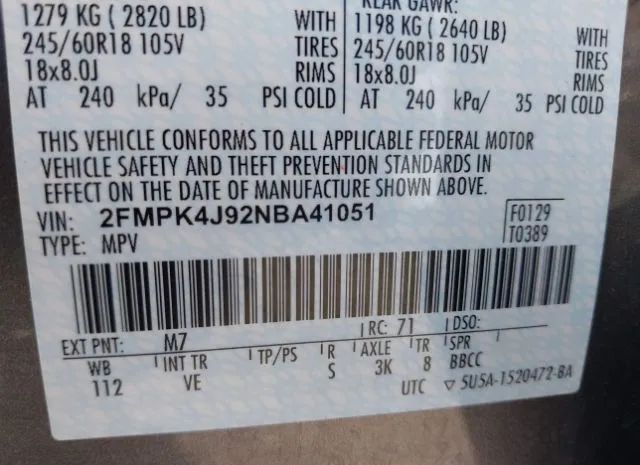 REAR GAWR:
1279 KG ( 2820 LB) WITH 1198 KG ( 2640 LB) WITH
245/60R18 105V TIRES 245/60R18 105V TIRES
18x8.0J RIMS 18x8.0J RIMS
AT 240 kPa/ 35 PSI COLD AT 240 kPa/ 35 PSI COLD
THIS VEHICLE CONFORMS TO ALL APPLICABLE FEDERAL MOTOR
VEHICLE SAFETY AND THEFT PREVENTION STANDARDS IN
EFFECT ON THE DATE OF MANUFACTURE SHOWN ABOVE.
VIN: 2FMPK4J92NBA41051 F0129
TYPE: MPV T0389
EXT PNT: M7 RC: 71 DSO:
WB INT TR TP/PS R AXLE TR SPR
112 VE S 3K 8 BBCC
UTC ▽ 5U5A-1520472-BA